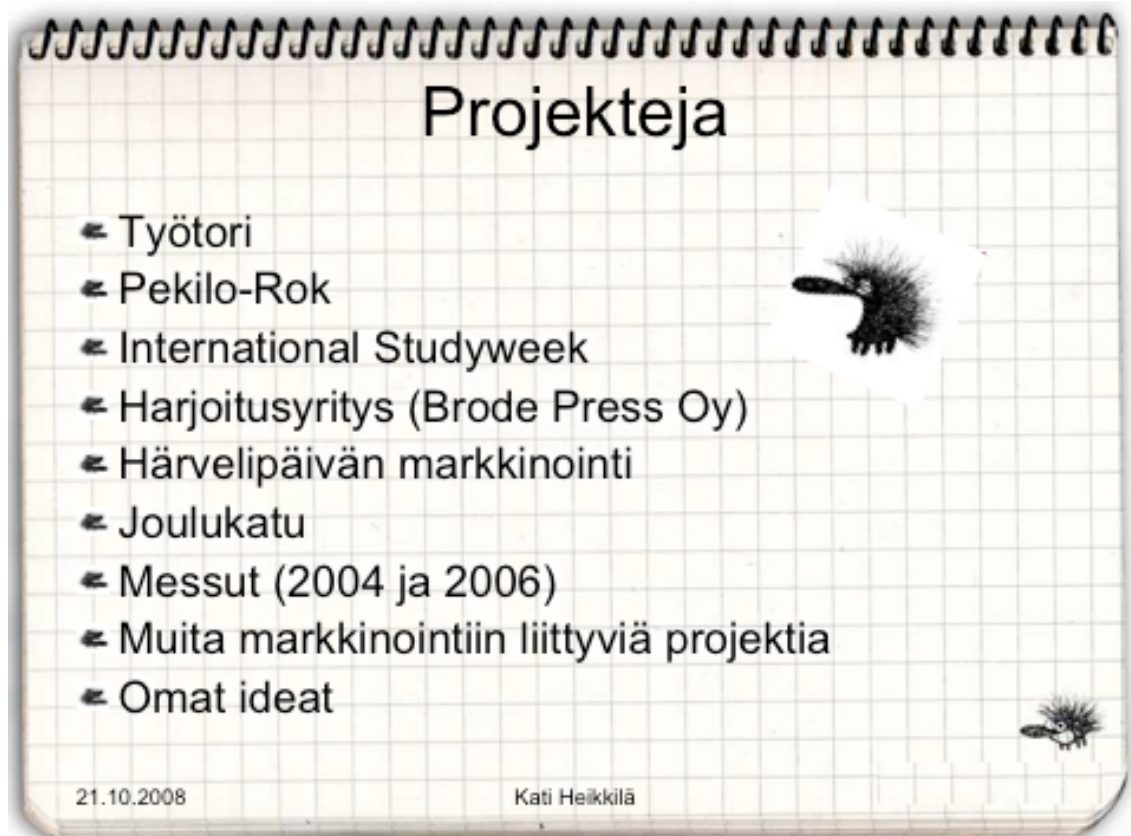 Projekteja
Työtori
Pekilo-Rok
International Studyweek
Harjoitusyritys (Brode Press Oy)
Härvelipäivän markkinointi
Joulukatu
Messut (2004 ja 2006)
Muita markkinointiin liittyviä projektia
Omat ideat
21.10.2008
Kati Heikkilä